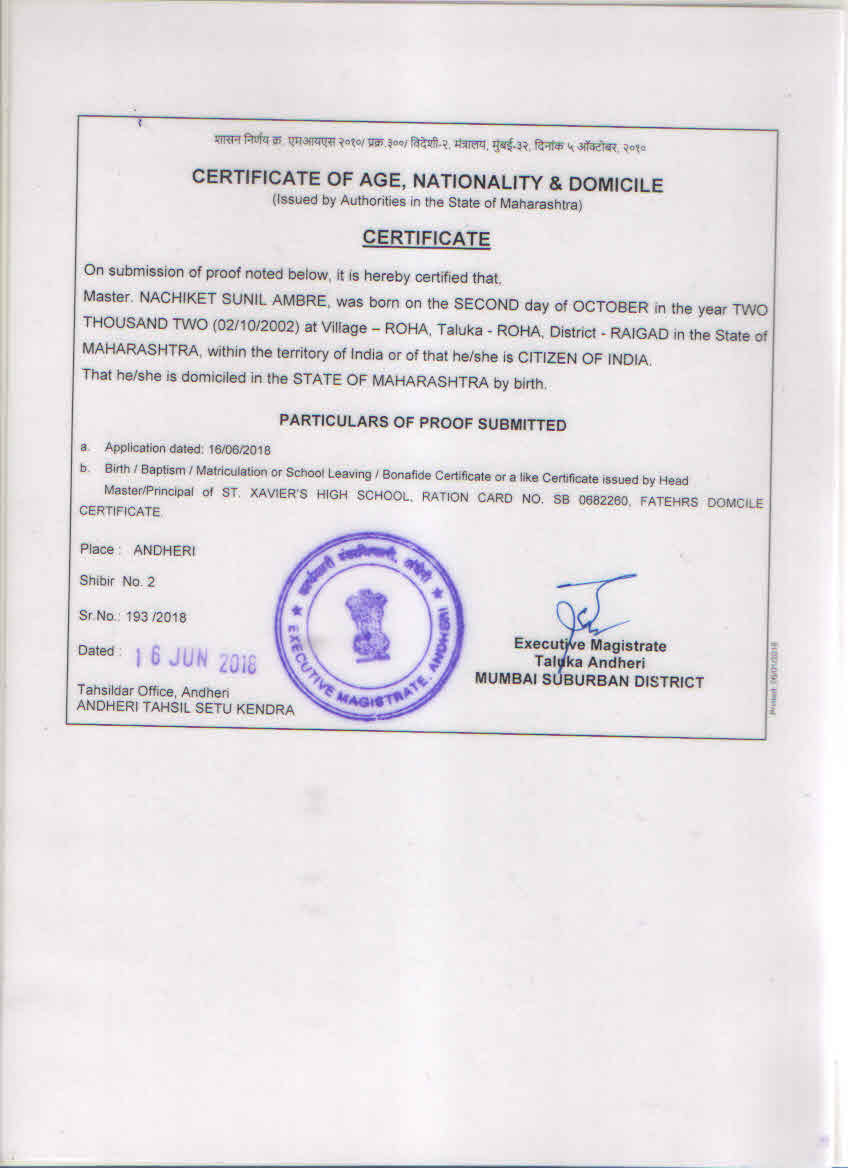 शासन निर्णय क्र. एमआयएस २०१०/ प्रक्र.३००/ विदेशी-२, मंत्रालय, मुंबई-३२, दिनांक ५ ऑक्टोबर, २०१०
CERTIFICATE OF AGE, NATIONALITY & DOMICILE
(Issued by Authorities in the State of Maharashtra)
CERTIFICATE
On submission of proof noted below, it is hereby certified that,
Master. NACHIKET SUNIL AMBRE, was born on the SECOND day of OCTOBER in the year TWO
THOUSAND TWO (02/10/2002) at Village – ROHA, Taluka - ROHA, District - RAIGAD in the State of
MAHARASHTRA, within the territory of India or of that he/she is CITIZEN OF INDIA.
That he/she is domiciled in the STATE OF MAHARASHTRA by birth.
PARTICULARS OF PROOF SUBMITTED
a. Application dated: 16/06/2018
b. Birth / Baptism / Matriculation or School Leaving / Bonafide Certificate or a like Certificate issued by Head
Master/Principal of ST. XAVIER'S HIGH SCHOOL, RATION CARD NO. SB 0682260, FATEHRS DOMCILE
CERTIFICATE.
Place : ANDHERI
Shibir No. 2
Sr.No.: 193 /2018
Dated : 16 JUN 2018
Tahsildar Office, Andheri
ANDHERI TAHSIL SETU KENDRA
कार्यकारी दंडाधिकारी, अंधेरी
EXECUTIVE MAGISTRATE, ANDHERI
Executive Magistrate
Taluka Andheri
MUMBAI SUBURBAN DISTRICT